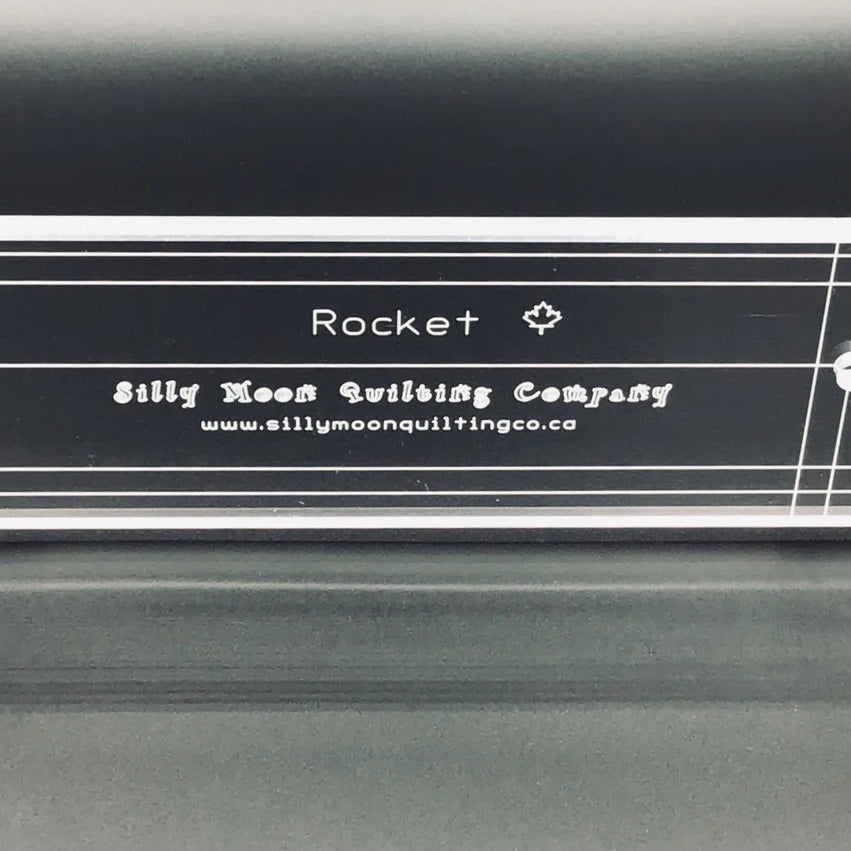 Rocket
Silly Moon Quilting Company
www.sillymoonquiltingco.ca